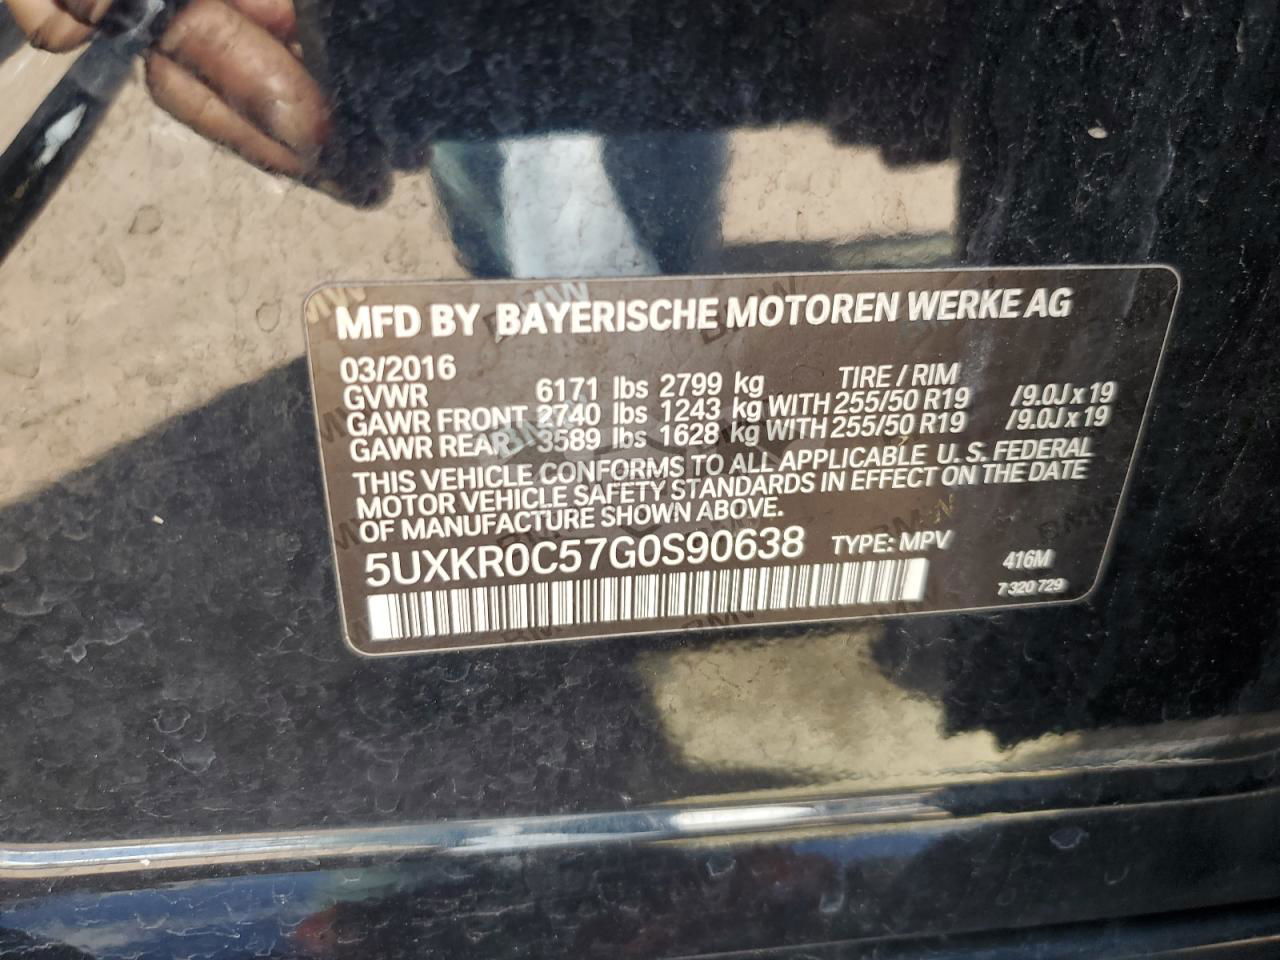 MFD BY BAYERISCHE MOTOREN WERKE AG
03/2016
GVWR 6171 lbs 2799 kg TIRE / RIM
GAWR FRONT 2740 lbs 1243 kg WITH 255/50 R19 /9.0J x 19
GAWR REAR 3589 lbs 1628 kg WITH 255/50 R19 /9.0J x 19
THIS VEHICLE CONFORMS TO ALL APPLICABLE U. S. FEDERAL
MOTOR VEHICLE SAFETY STANDARDS IN EFFECT ON THE DATE
OF MANUFACTURE SHOWN ABOVE.
5UXKR0C57G0S90638 TYPE: MPV 416M
7 320 729